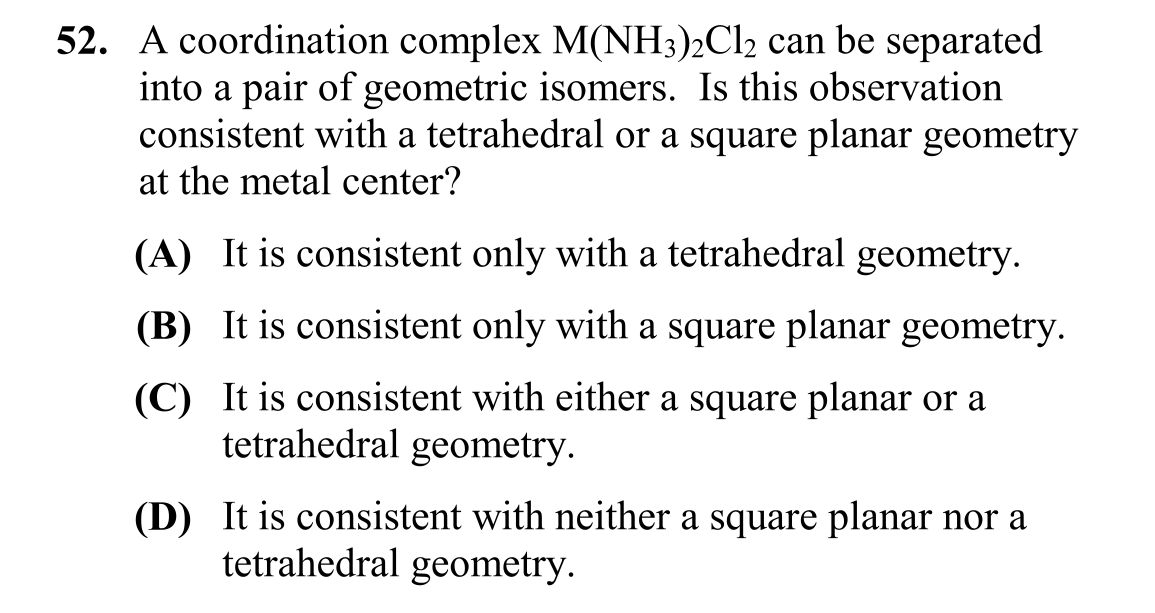 52. A coordination complex M(NH₃)₂Cl₂ can be separated
into a pair of geometric isomers. Is this observation
consistent with a tetrahedral or a square planar geometry
at the metal center?
(A) It is consistent only with a tetrahedral geometry.
(B) It is consistent only with a square planar geometry.
(C) It is consistent with either a square planar or a
tetrahedral geometry.
(D) It is consistent with neither a square planar nor a
tetrahedral geometry.